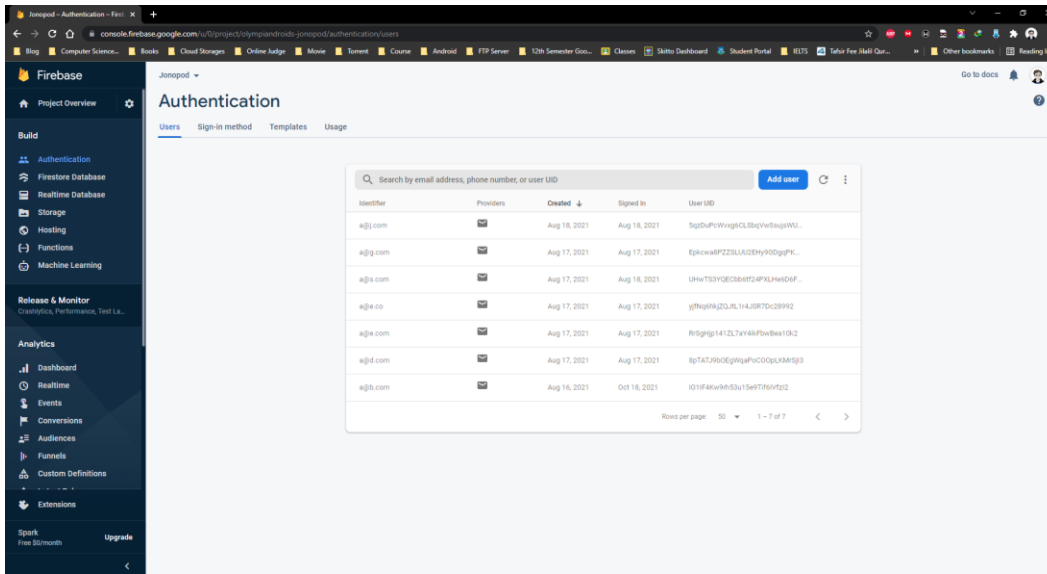 Jonopod – Authentication – Fire
console.firebase.google.com/u/0/project/olympiandroids-jonopod/authentication/users
Blog Computer Science... Books Cloud Storages Online Judge Movie Torrent Course Android FTP Server 12th Semester Goo... Classes Skitto Dashboard Student Portal IELTS Tafsir Fee Jilalil Qur... » Other bookmarks Reading
Firebase
Jonopod
Go to docs
Project Overview
Authentication
Users Sign-in method Templates Usage
Build
Authentication
Firestore Database
Realtime Database
Storage
Hosting
Functions
Machine Learning
Release & Monitor
Crashlytics, Performance, Test La...
Analytics
Dashboard
Realtime
Events
Conversions
Audiences
Funnels
Custom Definitions
Extensions
Spark
Free $0/month
Upgrade
Search by email address, phone number, or user UID
Add user
Identifier Providers Created Signed In User UID
a@j.com Aug 18, 2021 Aug 18, 2021
a@g.com Aug 17, 2021 Aug 17, 2021
a@s.com Aug 17, 2021 Aug 18, 2021
a@e.co Aug 17, 2021 Aug 17, 2021
a@e.com Aug 17, 2021 Aug 17, 2021
a@d.com Aug 17, 2021 Aug 17, 2021
a@b.com Aug 16, 2021 Oct 18, 2021
Rows per page: 50 1 – 7 of 7